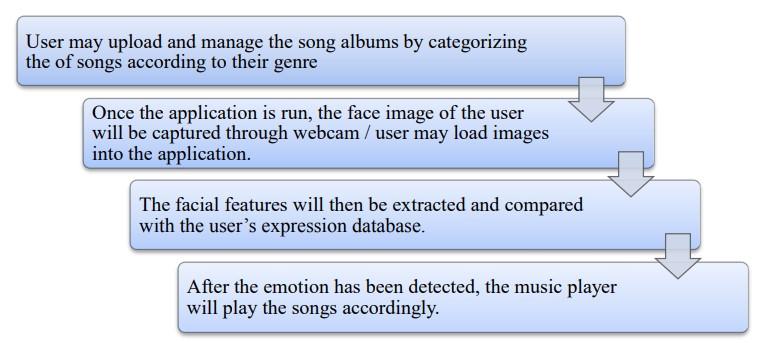 User may upload and manage the song albums by categorizing
the of songs according to their genre
Once the application is run, the face image of the user
will be captured through webcam / user may load images
into the application.
The facial features will then be extracted and compared
with the user’s expression database.
After the emotion has been detected, the music player
will play the songs accordingly.